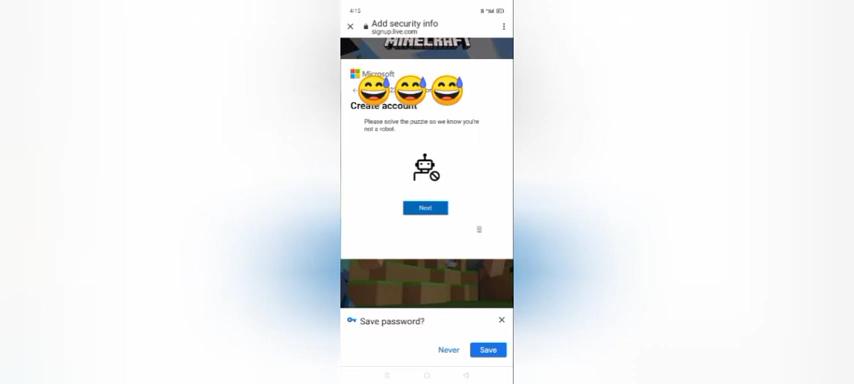 4:15
Add security info
signup.live.com
MINECRAFT
Microsoft
Create account
Please solve the puzzle so we know you're
not a robot.
Next
Save password?
Never
Save